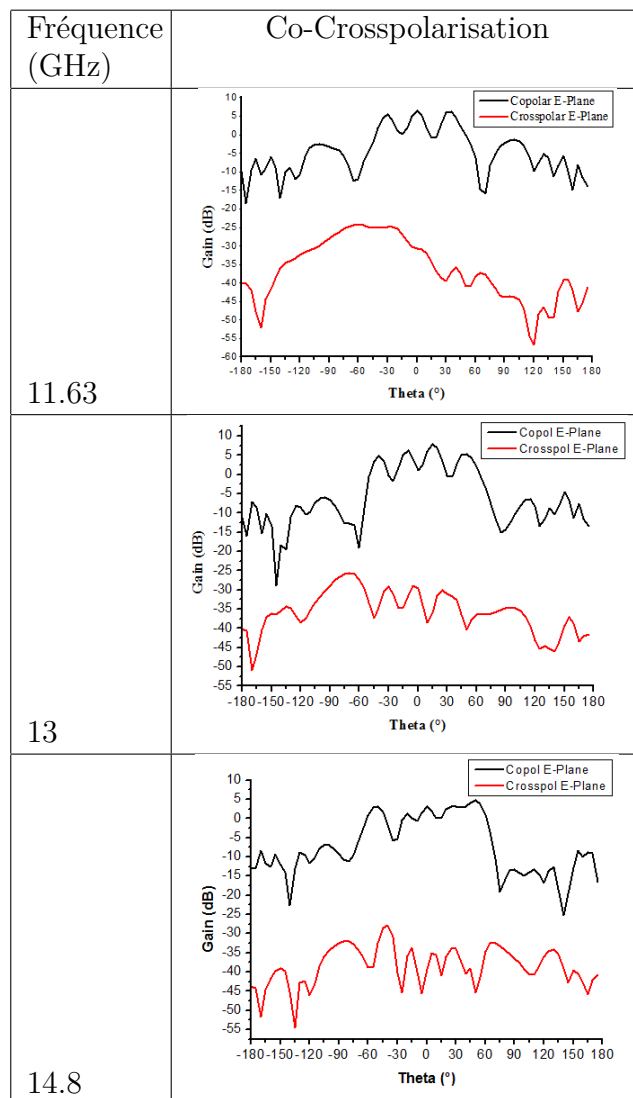 Fréquence
(GHz)
Co-Crosspolarisation
11.63
Copolar E-Plane
Crosspolar E-Plane
Gain (dB)
10
5
0
-5
-10
-15
-20
-25
-30
-35
-40
-45
-50
-55
-60
-180 -150 -120 -90 -60 -30 0 30 60 90 120 150 180
Theta (°)
13
Copol E-Plane
Crosspol E-Plane
Gain (dB)
10
5
0
-5
-10
-15
-20
-25
-30
-35
-40
-45
-50
-55
-180 -150 -120 -90 -60 -30 0 30 60 90 120 150 180
Theta (°)
14.8
Copol E-Plane
Crosspol E-Plane
Gain (dB)
10
5
0
-5
-10
-15
-20
-25
-30
-35
-40
-45
-50
-55
-180 -150 -120 -90 -60 -30 0 30 60 90 120 150 180
Theta (°)